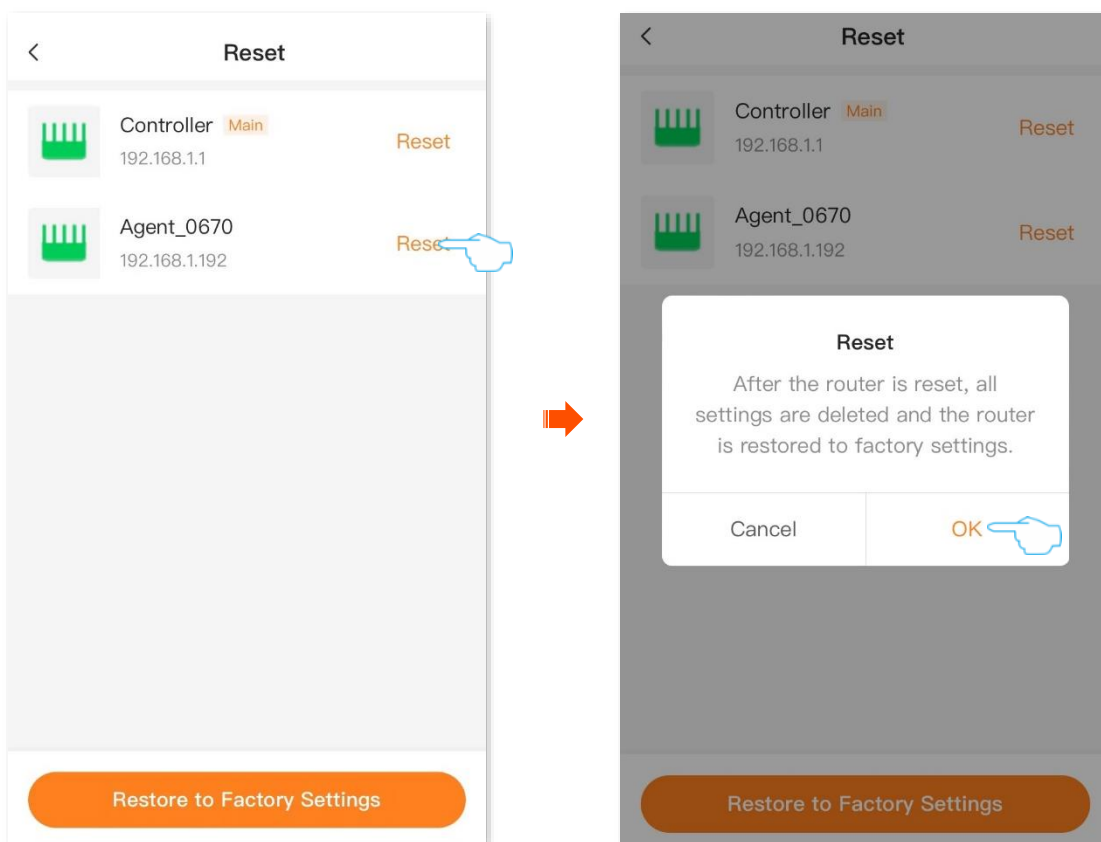 Reset
Controller Main
192.168.1.1
Reset
Agent_0670
192.168.1.192
Reset
Restore to Factory Settings
Reset
Controller Main
192.168.1.1
Reset
Agent_0670
192.168.1.192
Reset
Reset
After the router is reset, all
settings are deleted and the router
is restored to factory settings.
Cancel
OK
Restore to Factory Settings